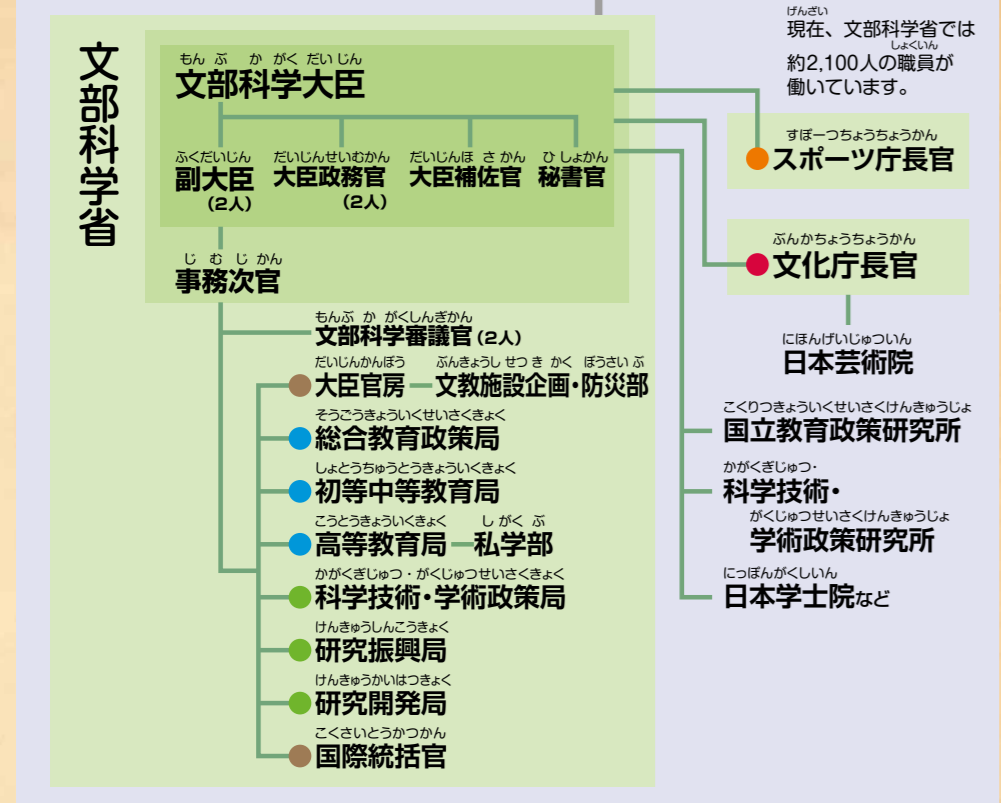 文部科学省
もんぶかがくだいじん
文部科学大臣
ふくだいじん だいじんせいむかん だいじんほさかん ひしょかん
副大臣 大臣政務官 大臣補佐官 秘書官
(2人) (2人)
じむじかん
事務次官
もんぶかがくしんぎかん
文部科学審議官(2人)
だいじんかんぼう ぶんきょうしせつきかく ぼうさいぶ
大臣官房 文教施設企画・防災部
そうごうきょういくせいさくきょく
総合教育政策局
しょとうちゅうとうきょういくきょく
初等中等教育局
こうとうきょういくきょく しがくぶ
高等教育局 私学部
かがくぎじゅつ・がくじゅつせいさくきょく
科学技術・学術政策局
けんきゅうしんこうきょく
研究振興局
けんきゅうかいはつきょく
研究開発局
こくさいとうかつかん
国際統括官
げんざい
現在、文部科学省では
しょくいん
約2,100人の職員が
働いています。
すぽーつちょうちょうかん
スポーツ庁長官
ぶんかちょうちょうかん
文化庁長官
にほんげいじゅついん
日本芸術院
こくりつきょういくせいさくけんきゅうじょ
国立教育政策研究所
かがくぎじゅつ・
科学技術・
がくじゅつせいさくけんきゅうじょ
学術政策研究所
にっぽんがくしいん
日本学士院など